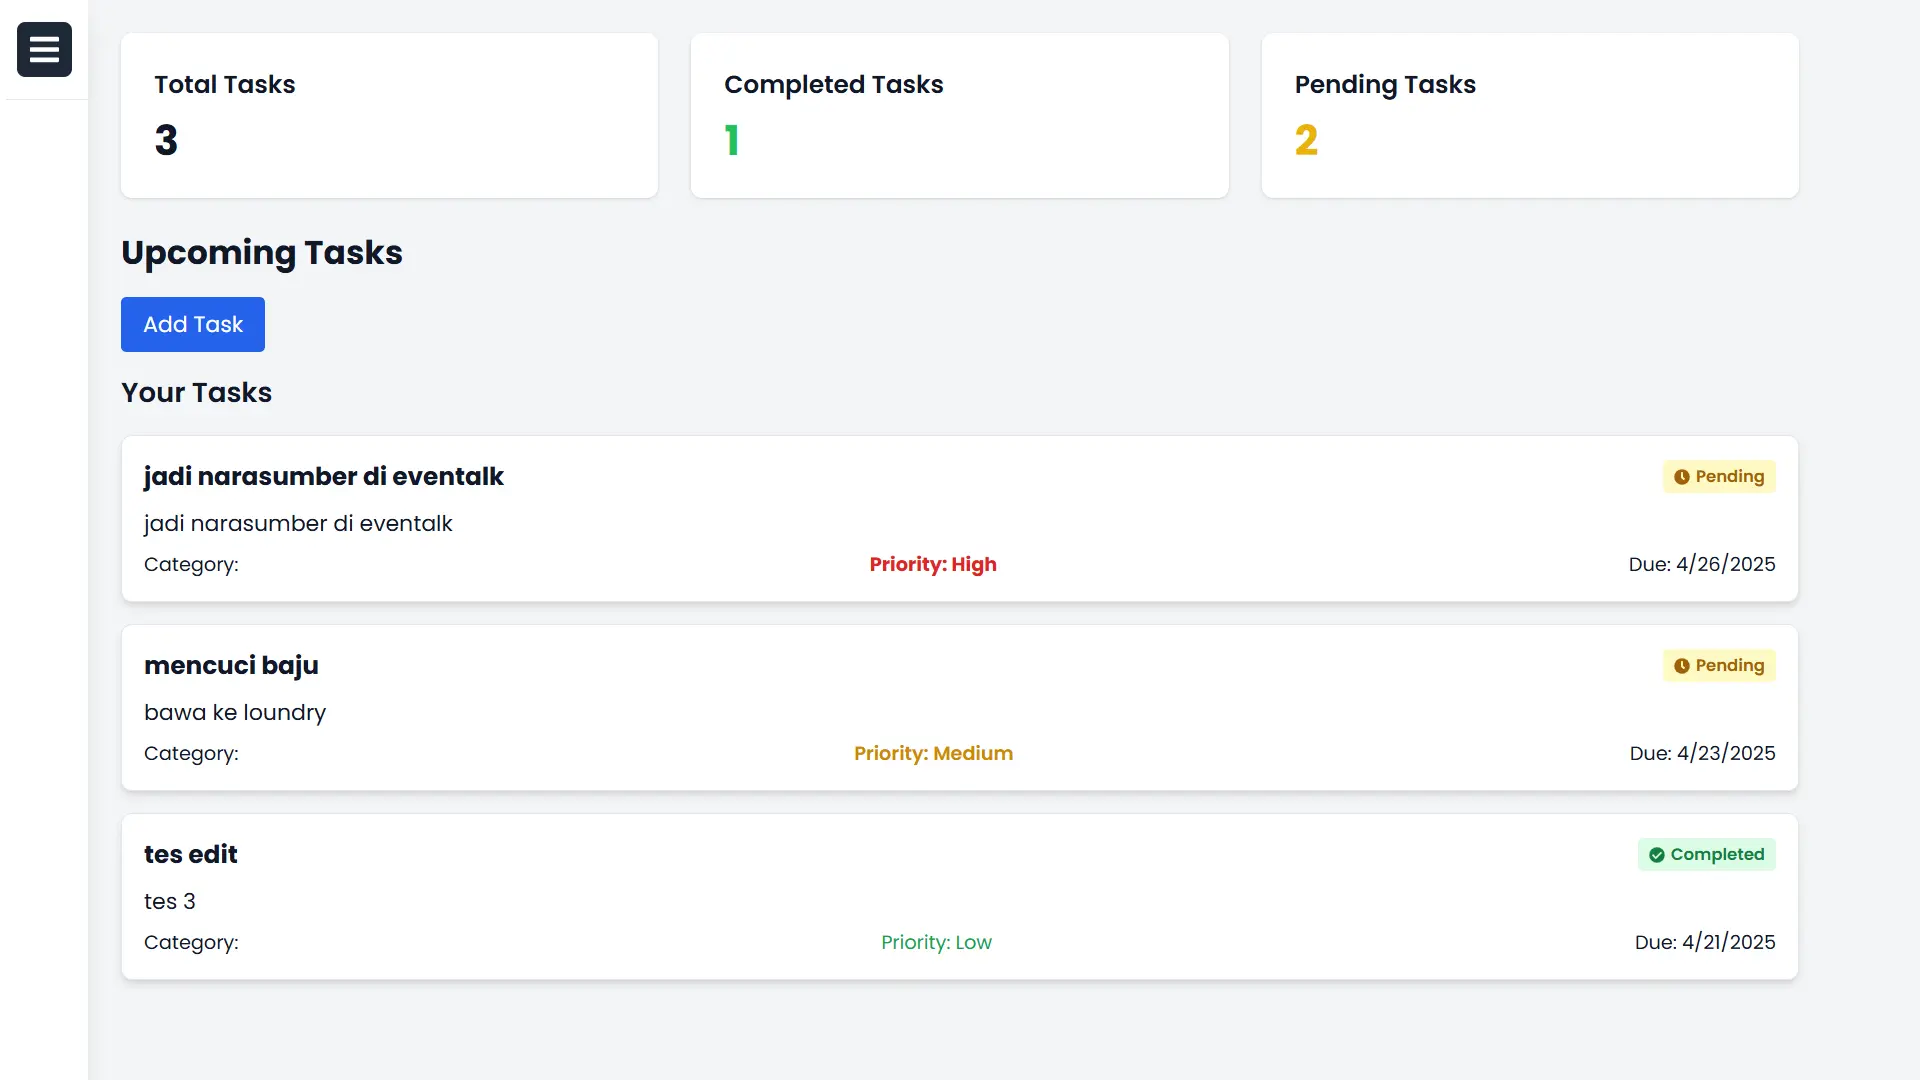 Total Tasks
3
Completed Tasks
1
Pending Tasks
2
Upcoming Tasks
Add Task
Your Tasks
jadi narasumber di eventalk
Pending
jadi narasumber di eventalk
Category:
Priority: High
Due: 4/26/2025
mencuci baju
Pending
bawa ke loundry
Category:
Priority: Medium
Due: 4/23/2025
tes edit
Completed
tes 3
Category:
Priority: Low
Due: 4/21/2025